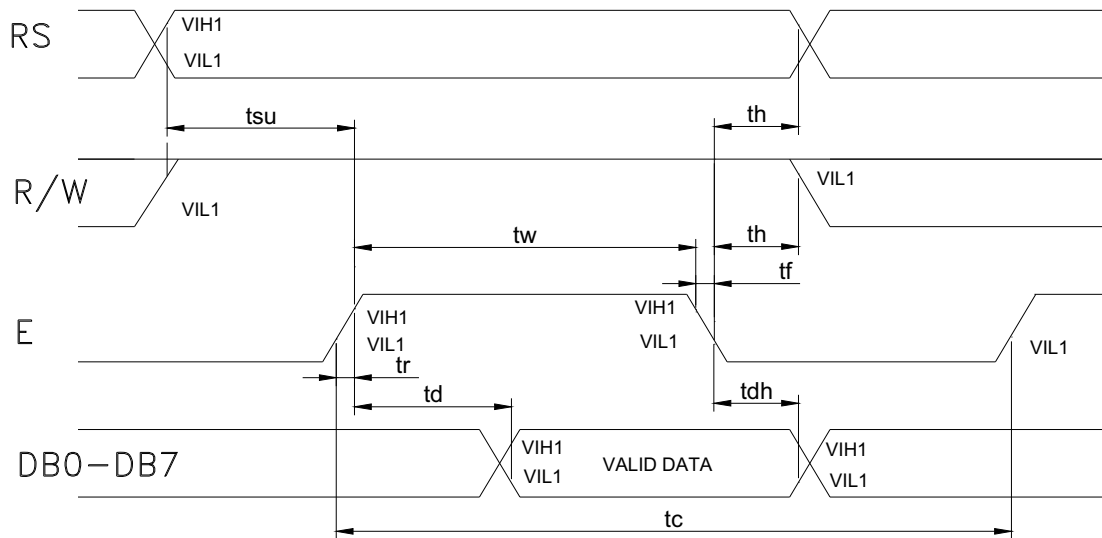 RS
VIH1
VIL1
tsu
th
R/W
VIL1
VIL1
tw
th
tf
E
VIH1
VIL1
VIH1
VIL1
VIL1
tr
td
tdh
DB0-DB7
VIH1
VIL1
VALID DATA
VIH1
VIL1
tc